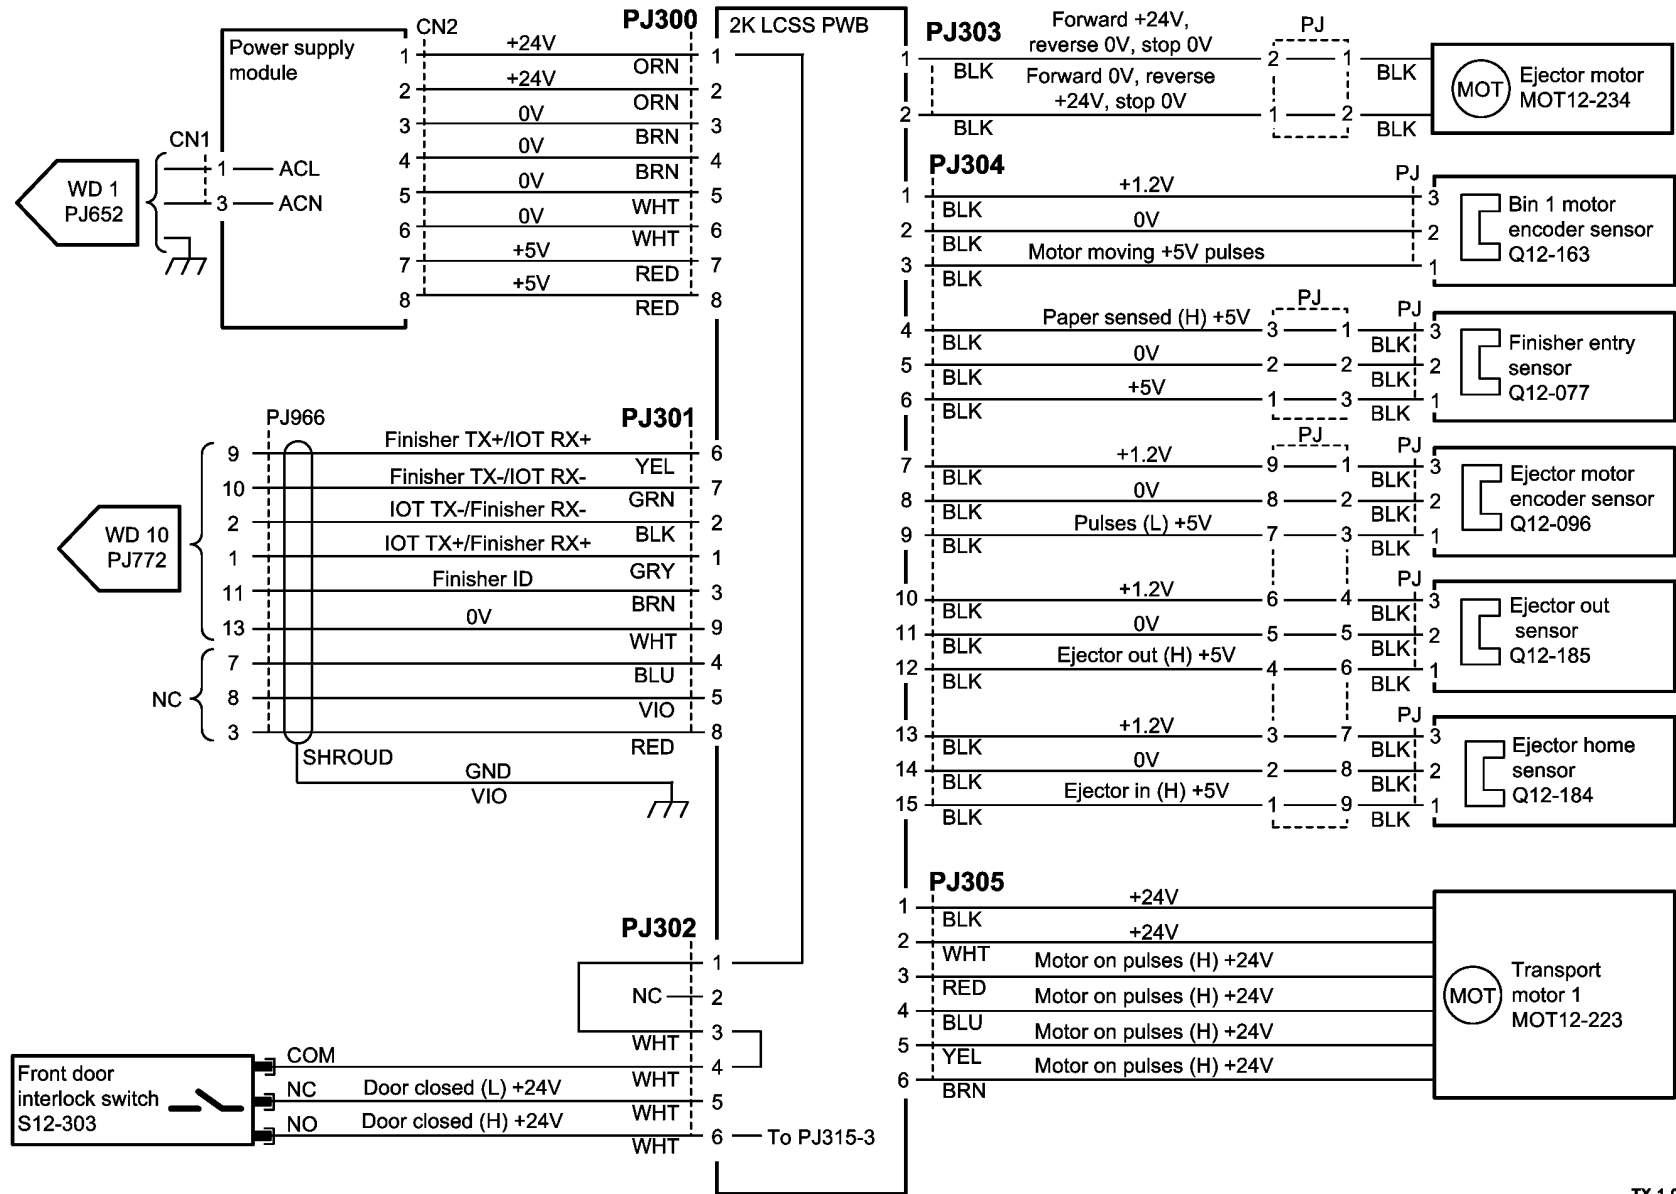 CN2
PJ300
2K LCSS PWB
Power supply
module
1
+24V
ORN
1
2
+24V
ORN
2
3
0V
BRN
3
4
0V
BRN
4
5
0V
WHT
5
6
0V
WHT
6
7
+5V
RED
7
8
+5V
RED
8
CN1
1
ACL
3
ACN
WD 1
PJ652
PJ966
PJ301
9
Finisher TX+/IOT RX+
YEL
6
10
Finisher TX-/IOT RX-
GRN
7
2
IOT TX-/Finisher RX-
BLK
2
1
IOT TX+/Finisher RX+
GRY
1
11
Finisher ID
BRN
3
13
0V
WHT
9
7
BLU
4
8
VIO
5
3
RED
8
WD 10
PJ772
NC
SHROUD
GND
VIO
PJ302
1
NC
2
3
WHT
4
WHT
5
WHT
6
WHT
To PJ315-3
Front door
interlock switch
S12-303
COM
NC
Door closed (L) +24V
NO
Door closed (H) +24V
PJ303
Forward +24V,
reverse 0V, stop 0V
PJ
1
BLK
2
1
BLK
Forward 0V, reverse
+24V, stop 0V
2
BLK
1
2
BLK
MOT
Ejector motor
MOT12-234
PJ304
PJ
1
+1.2V
BLK
3
2
0V
BLK
2
3
Motor moving +5V pulses
BLK
1
Bin 1 motor
encoder sensor
Q12-163
PJ
PJ
4
Paper sensed (H) +5V
BLK
3
1
BLK
3
5
0V
BLK
2
2
BLK
2
6
+5V
BLK
1
3
BLK
1
Finisher entry
sensor
Q12-077
PJ
PJ
7
+1.2V
BLK
9
1
BLK
3
8
0V
BLK
8
2
BLK
2
9
Pulses (L) +5V
BLK
7
3
BLK
1
Ejector motor
encoder sensor
Q12-096
PJ
10
+1.2V
BLK
6
4
BLK
3
11
0V
BLK
5
5
BLK
2
12
Ejector out (H) +5V
BLK
4
6
BLK
1
Ejector out
sensor
Q12-185
PJ
13
+1.2V
BLK
3
7
BLK
3
14
0V
BLK
2
8
BLK
2
15
Ejector in (H) +5V
BLK
1
9
BLK
1
Ejector home
sensor
Q12-184
PJ305
1
+24V
BLK
2
+24V
WHT
3
Motor on pulses (H) +24V
RED
4
Motor on pulses (H) +24V
BLU
5
Motor on pulses (H) +24V
YEL
6
Motor on pulses (H) +24V
BRN
MOT
Transport
motor 1
MOT12-223